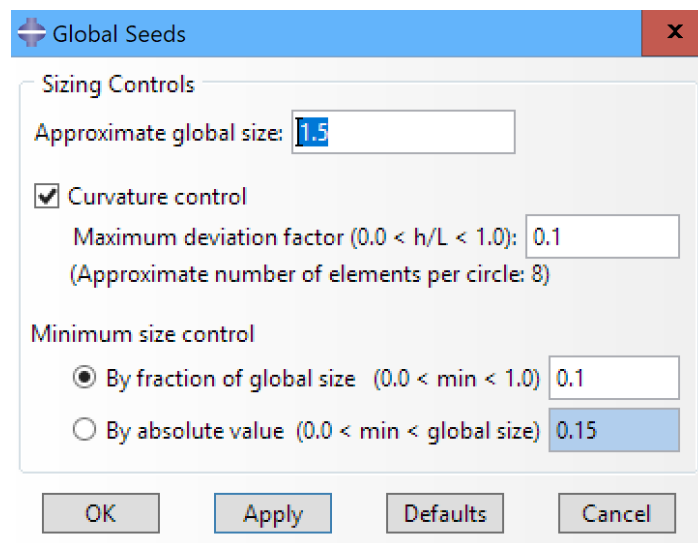 Global Seeds x
Sizing Controls
Approximate global size: 1.5
Curvature control
Maximum deviation factor (0.0 < h/L < 1.0): 0.1
(Approximate number of elements per circle: 8)
Minimum size control
By fraction of global size (0.0 < min < 1.0) 0.1
By absolute value (0.0 < min < global size) 0.15
OK Apply Defaults Cancel